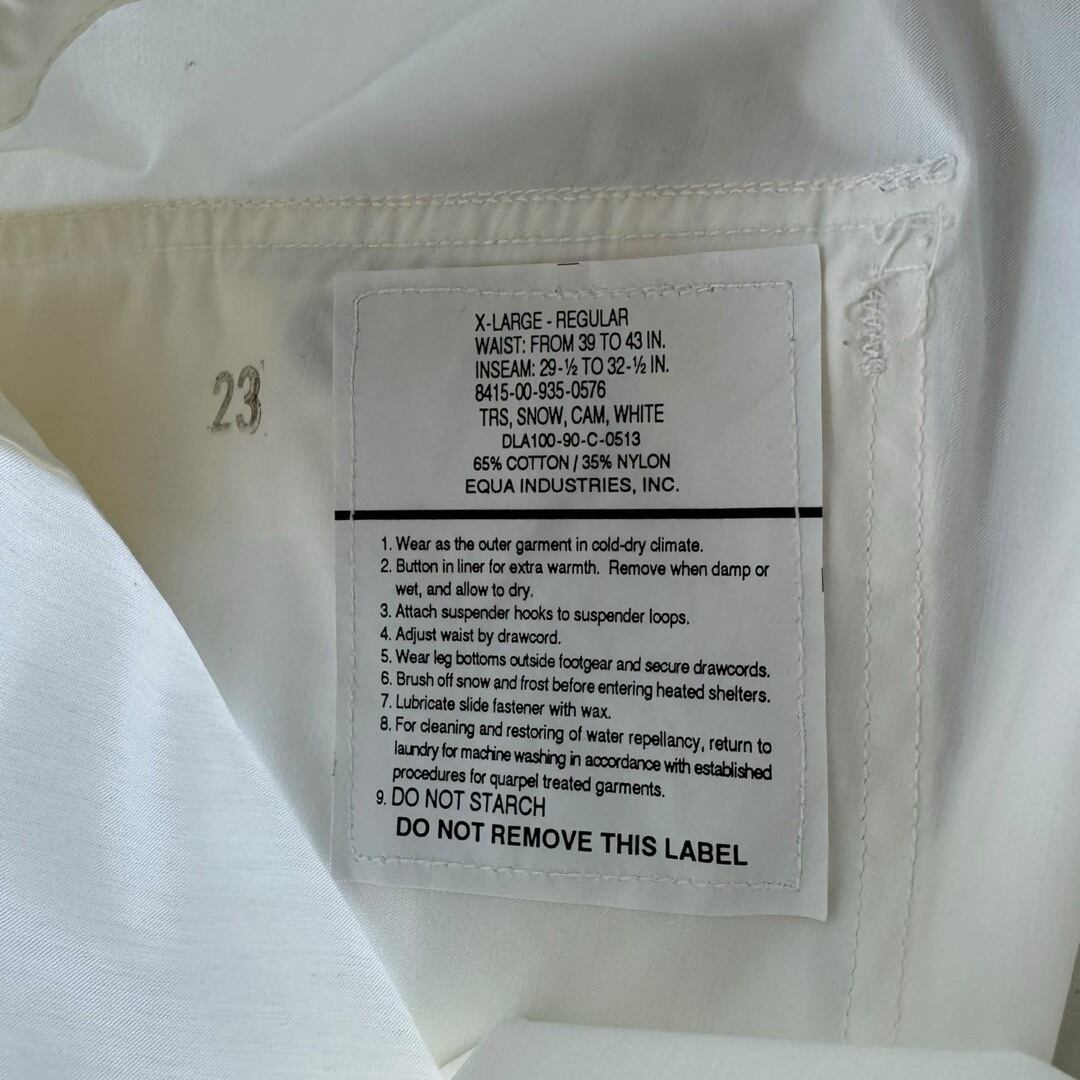 23
X-LARGE - REGULAR
WAIST: FROM 39 TO 43 IN.
INSEAM: 29-½ TO 32-½ IN.
8415-00-935-0576
TRS, SNOW, CAM, WHITE
DLA100-90-C-0513
65% COTTON / 35% NYLON
EQUA INDUSTRIES, INC.
1. Wear as the outer garment in cold-dry climate.
2. Button in liner for extra warmth. Remove when damp or
wet, and allow to dry.
3. Attach suspender hooks to suspender loops.
4. Adjust waist by drawcord.
5. Wear leg bottoms outside footgear and secure drawcords.
6. Brush off snow and frost before entering heated shelters.
7. Lubricate slide fastener with wax.
8. For cleaning and restoring of water repellancy, return to
laundry for machine washing in accordance with established
procedures for quarpel treated garments.
9. DO NOT STARCH
DO NOT REMOVE THIS LABEL